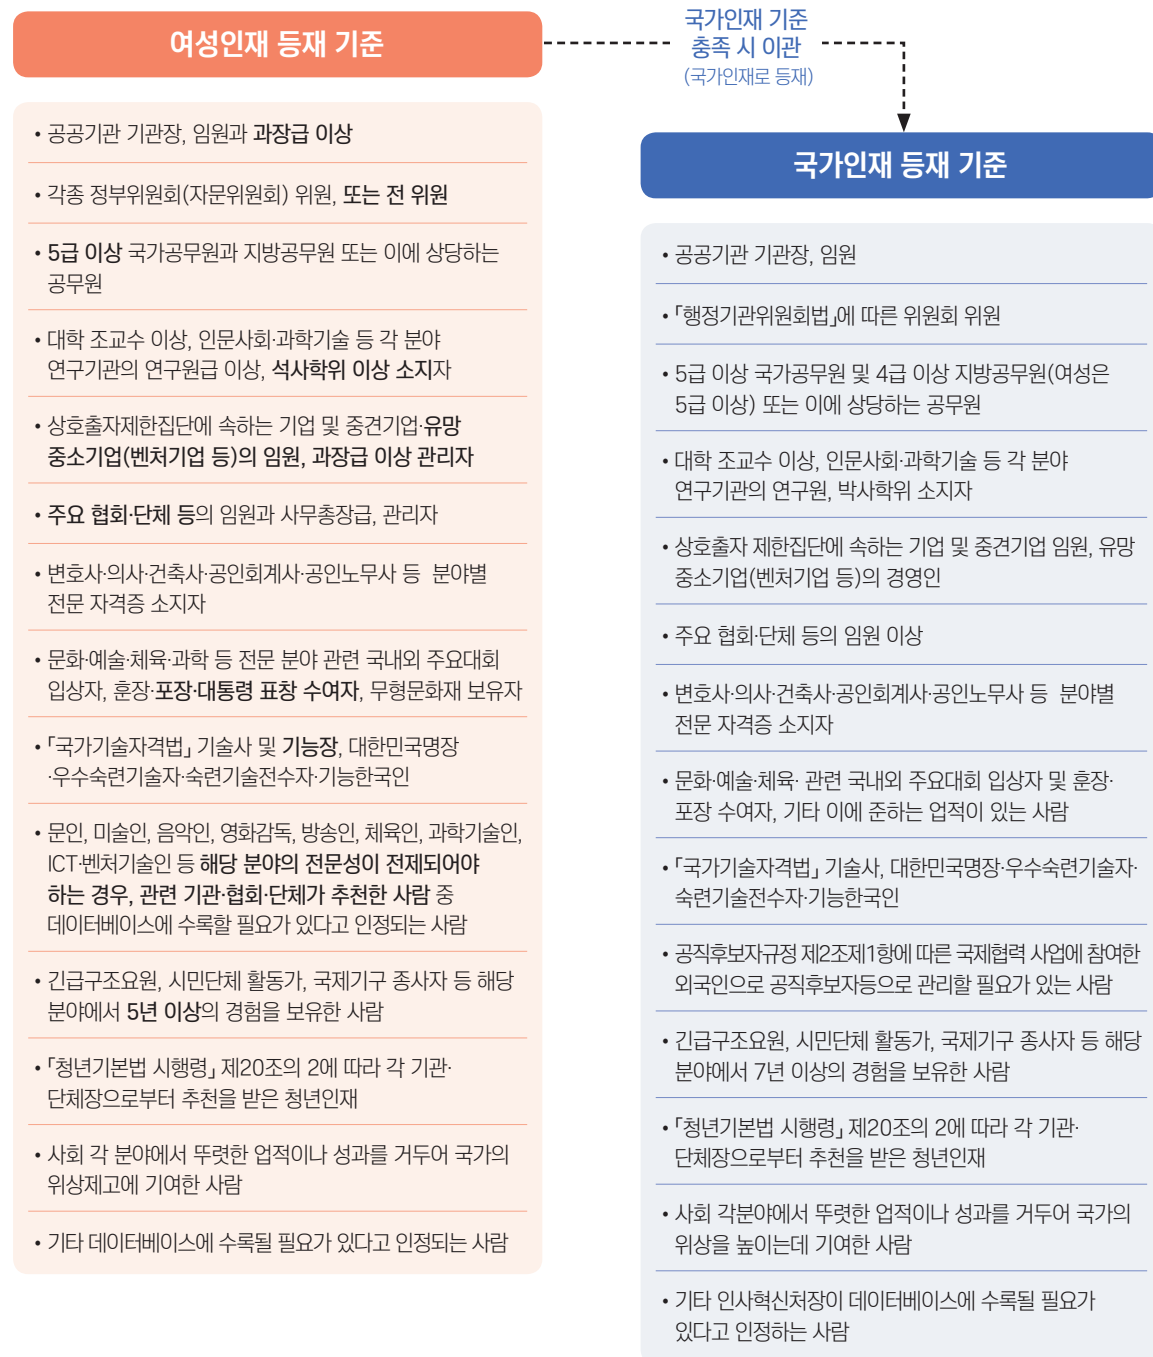 여성인재 등재 기준
• 공공기관 기관장, 임원과 과장급 이상
• 각종 정부위원회(자문위원회) 위원, 또는 전 위원
• 5급 이상 국가공무원과 지방공무원 또는 이에 상당하는
공무원
• 대학 조교수 이상, 인문사회·과학기술 등 각 분야
연구기관의 연구원급 이상, 석사학위 이상 소지자
• 상호출자제한집단에 속하는 기업 및 중견기업·유망
중소기업(벤처기업 등)의 임원, 과장급 이상 관리자
• 주요 협회·단체 등의 임원과 사무총장급, 관리자
• 변호사·의사·건축사·공인회계사·공인노무사 등 분야별
전문 자격증 소지자
• 문화·예술·체육·과학 등 전문 분야 관련 국내외 주요대회
입상자, 훈장·포장·대통령 표창 수여자, 무형문화재 보유자
• 「국가기술자격법」 기술사 및 기능장, 대한민국명장
·우수숙련기술자·숙련기술전수자·기능한국인
• 문인, 미술인, 음악인, 영화감독, 방송인, 체육인, 과학기술인,
ICT·벤처기술인 등 해당 분야의 전문성이 전제되어야
하는 경우, 관련 기관·협회·단체가 추천한 사람 중
데이터베이스에 수록할 필요가 있다고 인정되는 사람
• 긴급구조요원, 시민단체 활동가, 국제기구 종사자 등 해당
분야에서 5년 이상의 경험을 보유한 사람
• 「청년기본법 시행령」 제20조의 2에 따라 각 기관·
단체장으로부터 추천을 받은 청년인재
• 사회 각 분야에서 뚜렷한 업적이나 성과를 거두어 국가의
위상제고에 기여한 사람
• 기타 데이터베이스에 수록될 필요가 있다고 인정되는 사람
국가인재 기준
충족 시 이관
(국가인재로 등재)
국가인재 등재 기준
• 공공기관 기관장, 임원
• 「행정기관위원회법」에 따른 위원회 위원
• 5급 이상 국가공무원 및 4급 이상 지방공무원(여성은
5급 이상) 또는 이에 상당하는 공무원
• 대학 조교수 이상, 인문사회·과학기술 등 각 분야
연구기관의 연구원, 박사학위 소지자
• 상호출자 제한집단에 속하는 기업 및 중견기업 임원, 유망
중소기업(벤처기업 등)의 경영인
• 주요 협회·단체 등의 임원 이상
• 변호사·의사·건축사·공인회계사·공인노무사 등 분야별
전문 자격증 소지자
• 문화·예술·체육· 관련 국내외 주요대회 입상자 및 훈장·
포장 수여자, 기타 이에 준하는 업적이 있는 사람
• 「국가기술자격법」 기술사, 대한민국명장·우수숙련기술자·
숙련기술전수자·기능한국인
• 공직후보자규정 제2조제1항에 따른 국제협력 사업에 참여한
외국인으로 공직후보자등으로 관리할 필요가 있는 사람
• 긴급구조요원, 시민단체 활동가, 국제기구 종사자 등 해당
분야에서 7년 이상의 경험을 보유한 사람
• 「청년기본법 시행령」 제20조의 2에 따라 각 기관·
단체장으로부터 추천을 받은 청년인재
• 사회 각분야에서 뚜렷한 업적이나 성과를 거두어 국가의
위상을 높이는데 기여한 사람
• 기타 인사혁신처장이 데이터베이스에 수록될 필요가
있다고 인정하는 사람